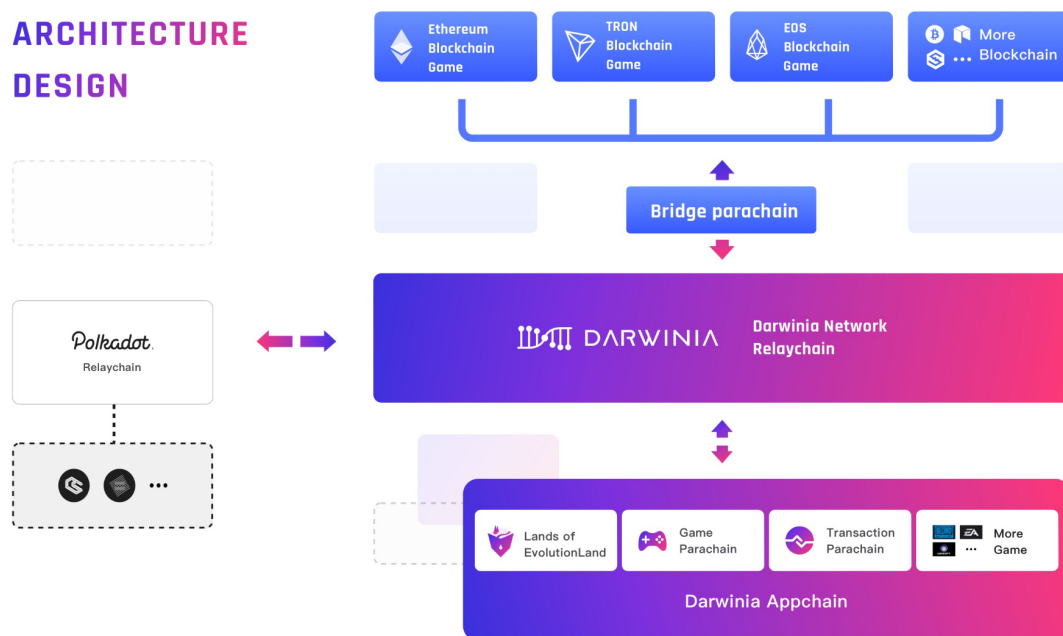 ARCHITECTURE
DESIGN
Ethereum
Blockchain
Game
TRON
Blockchain
Game
EOS
Blockchain
Game
More
Blockchain
Bridge parachain
Polkadot.
Relaychain
DARWINIA
Darwinia Network
Relaychain
Lands of
EvolutionLand
Game
Parachain
Transaction
Parachain
EA
More
Game
Darwinia Appchain